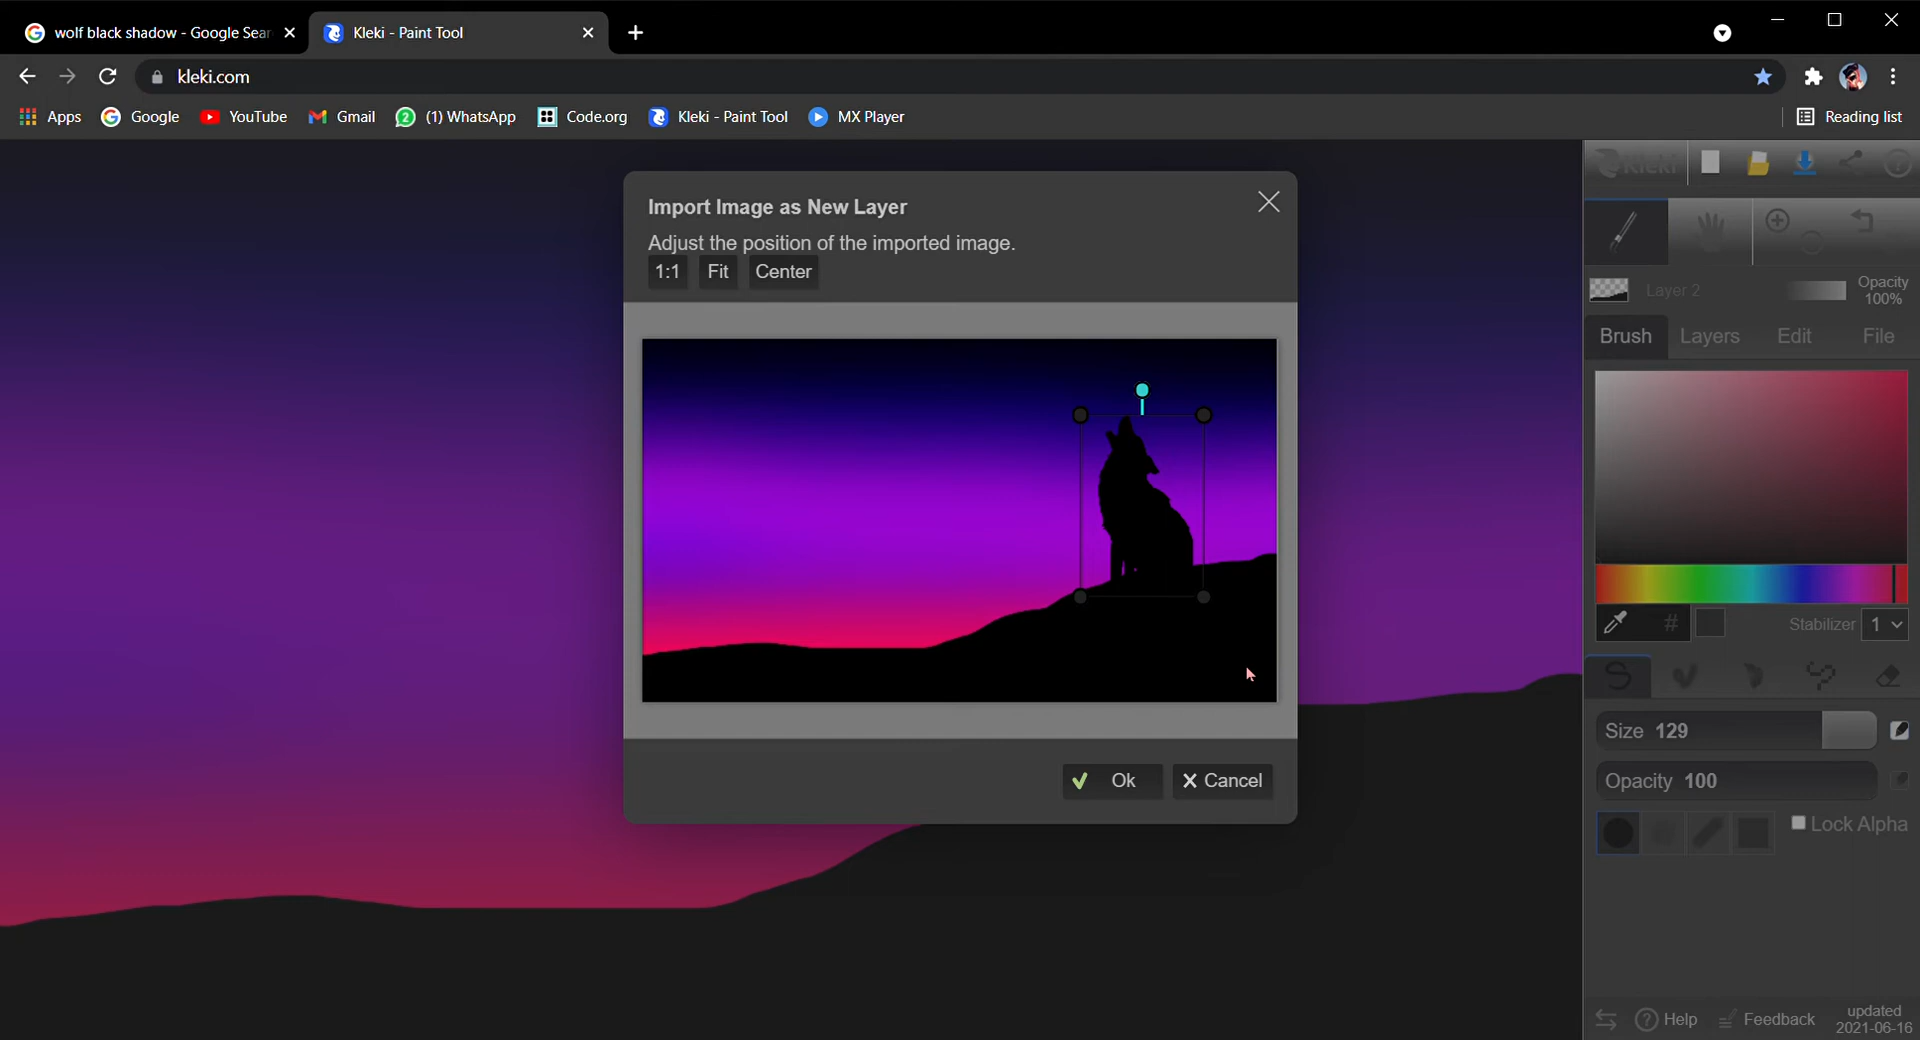 wolf black shadow - Google Sear
Kleki - Paint Tool
kleki.com
Apps
Google
YouTube
Gmail
2
(1) WhatsApp
Code.org
Kleki - Paint Tool
MX Player
Reading list
Import Image as New Layer
Adjust the position of the imported image.
1:1 Fit Center
Ok
Cancel
Kleki
Layer 2
Opacity
100%
Brush Layers Edit File
#
Stabilizer 1
Size 129
Opacity 100
Lock Alpha
? Help
Feedback
updated
2021-06-16